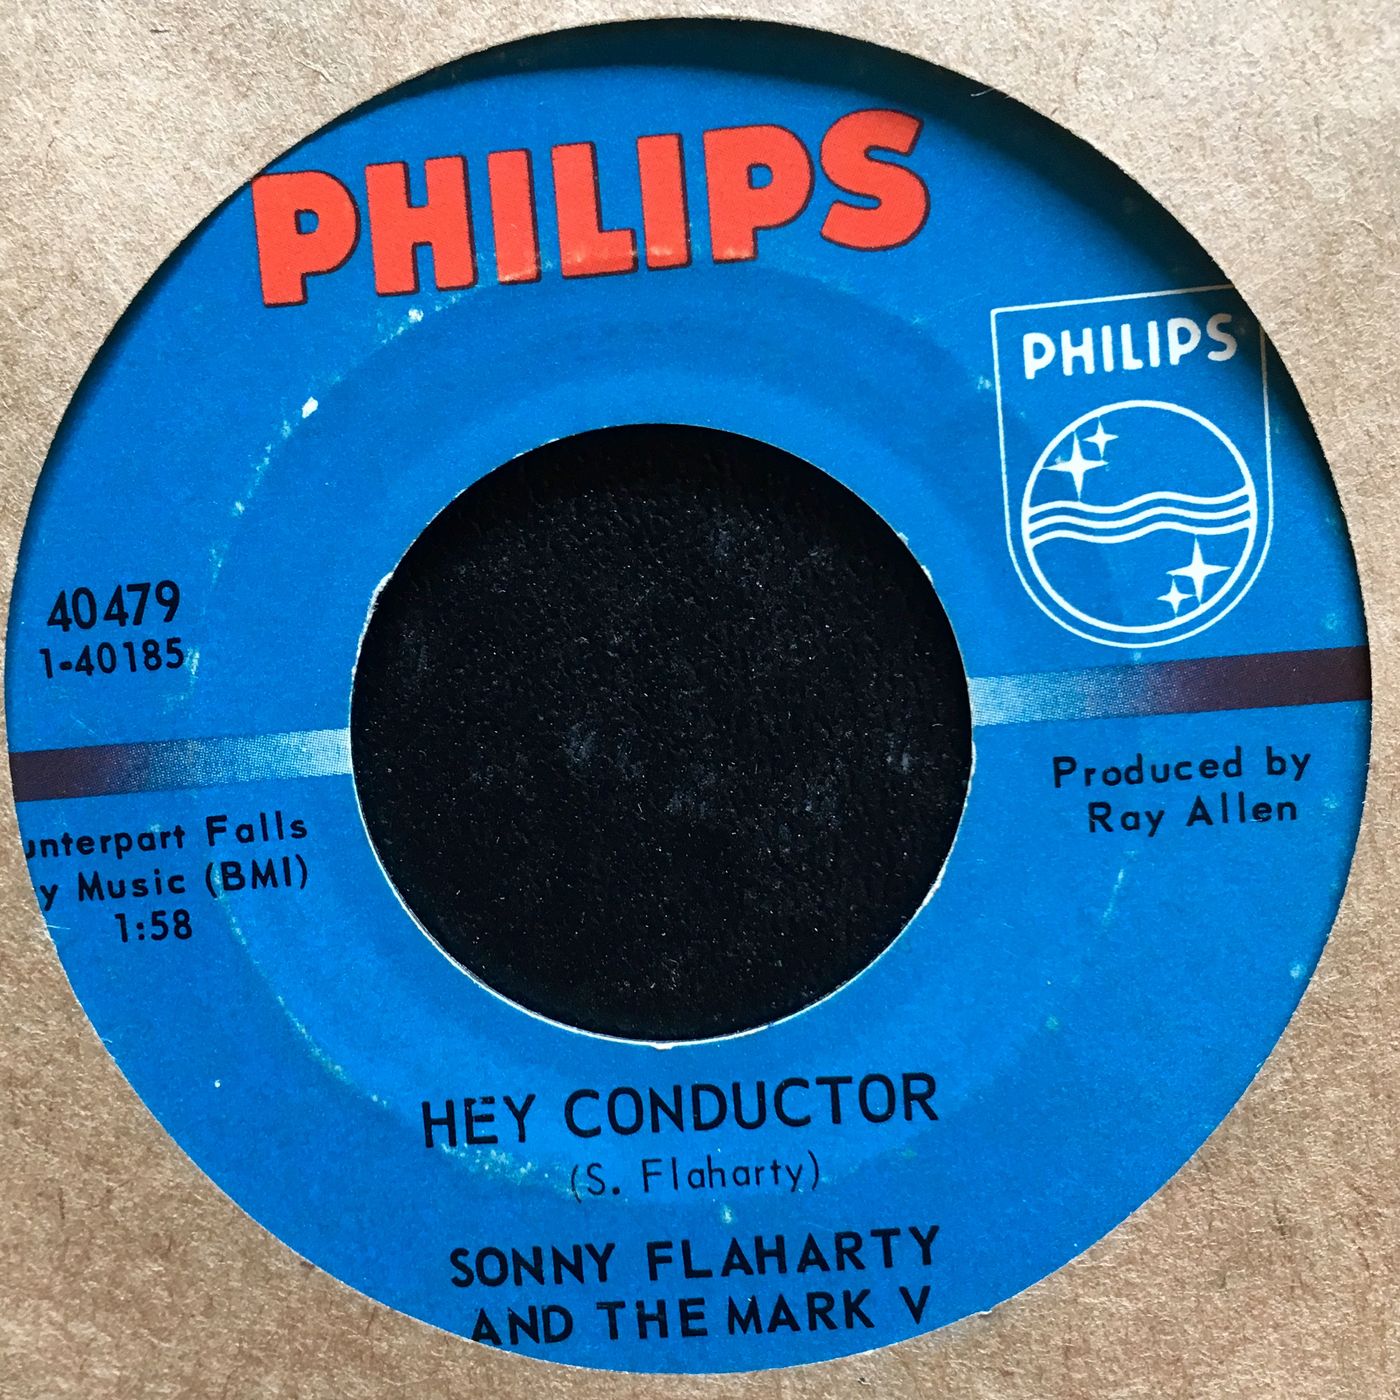 PHILIPS
PHILIPS
40479
1-40185
Produced by
Ray Allen
unterpart Falls
y Music (BMI)
1:58
HEY CONDUCTOR
(S. Flaharty)
SONNY FLAHARTY
AND THE MARK V